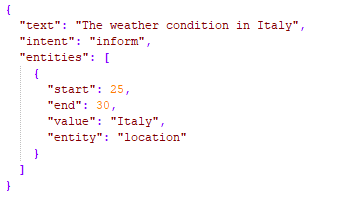 {
  "text": "The weather condition in Italy",
  "intent": "inform",
  "entities": [
    {
      "start": 25,
      "end": 30,
      "value": "Italy",
      "entity": "location"
    }
  ]
}